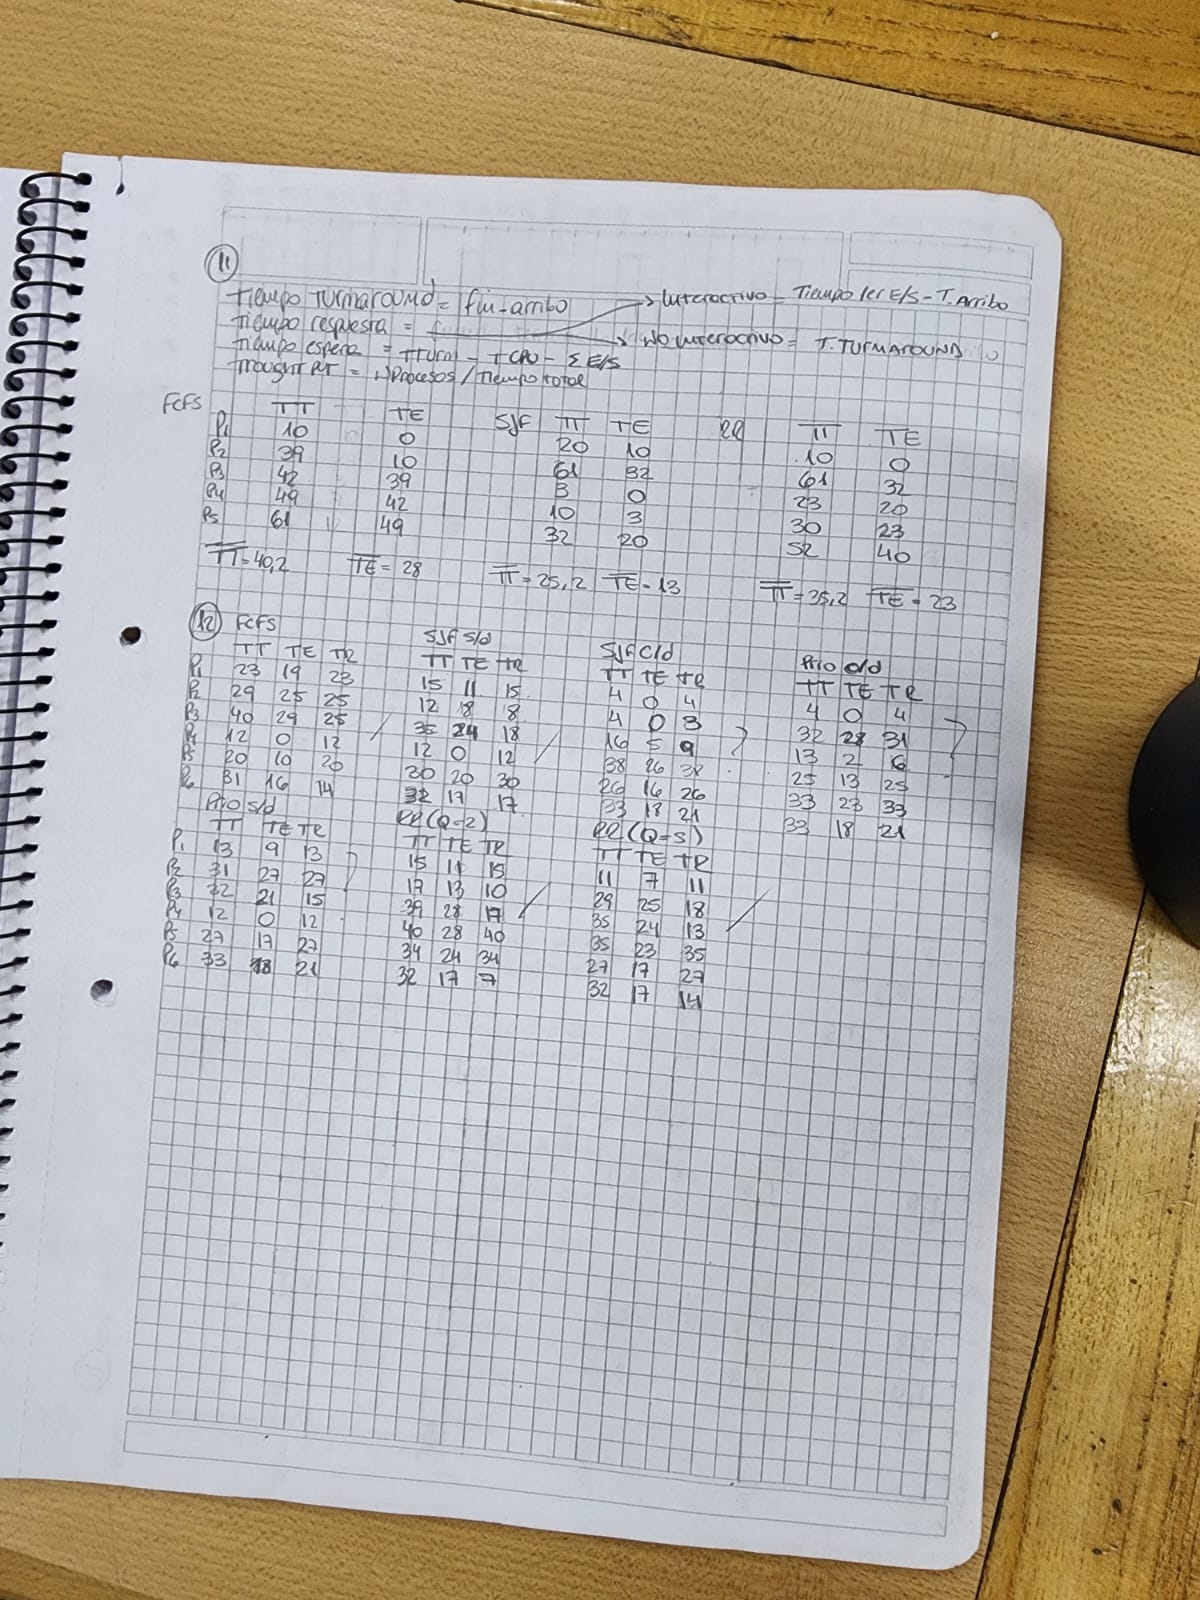 11
Tiempo Turnaround = fin - arribo
Tiempo respuesta = { → Interactivo = Tiempo 1er E/S - T. Arribo
→ No interactivo = T. TURNAROUND
Tiempo espera = TTurn - TCPU - Σ E/S
Trought PUT = NProcesos / Tiempo total
FCFS TT TE SJF TT TE RR TT TE
P1 10 0 20 10 10 0
P2 39 10 61 32 61 32
P3 42 39 3 0 23 20
P4 49 42 10 3 30 23
P5 61 49 32 20 52 40
TT = 40,2 TE = 28 TT = 25,2 TE = 13 TT = 35,2 TE = 23
12 FCFS SJF S/d SJF C/d Prio c/d
TT TE TR TT TE TR TT TE TR TT TE TR
P1 23 19 23 15 11 15 4 0 4 4 0 4
P2 29 25 25 12 8 8 4 0 3 32 28 31
P3 40 29 25 35 24 18 16 5 9 13 2 6
P4 12 0 12 12 0 12 38 26 38 25 13 25
P5 20 10 20 30 20 30 26 16 26 33 23 33
P6 31 16 14 32 17 17 33 18 21 33 18 21
Prio s/d RR (Q=2) RR (Q=5)
TT TE TR TT TE TR TT TE TR
P1 13 9 13 15 11 15 11 7 11
P2 31 27 27 17 13 10 29 25 18
P3 32 21 15 39 28 17 35 24 13
P4 12 0 12 40 28 40 35 23 35
P5 27 17 27 34 24 34 27 17 27
P6 33 18 21 32 17 7 32 17 14